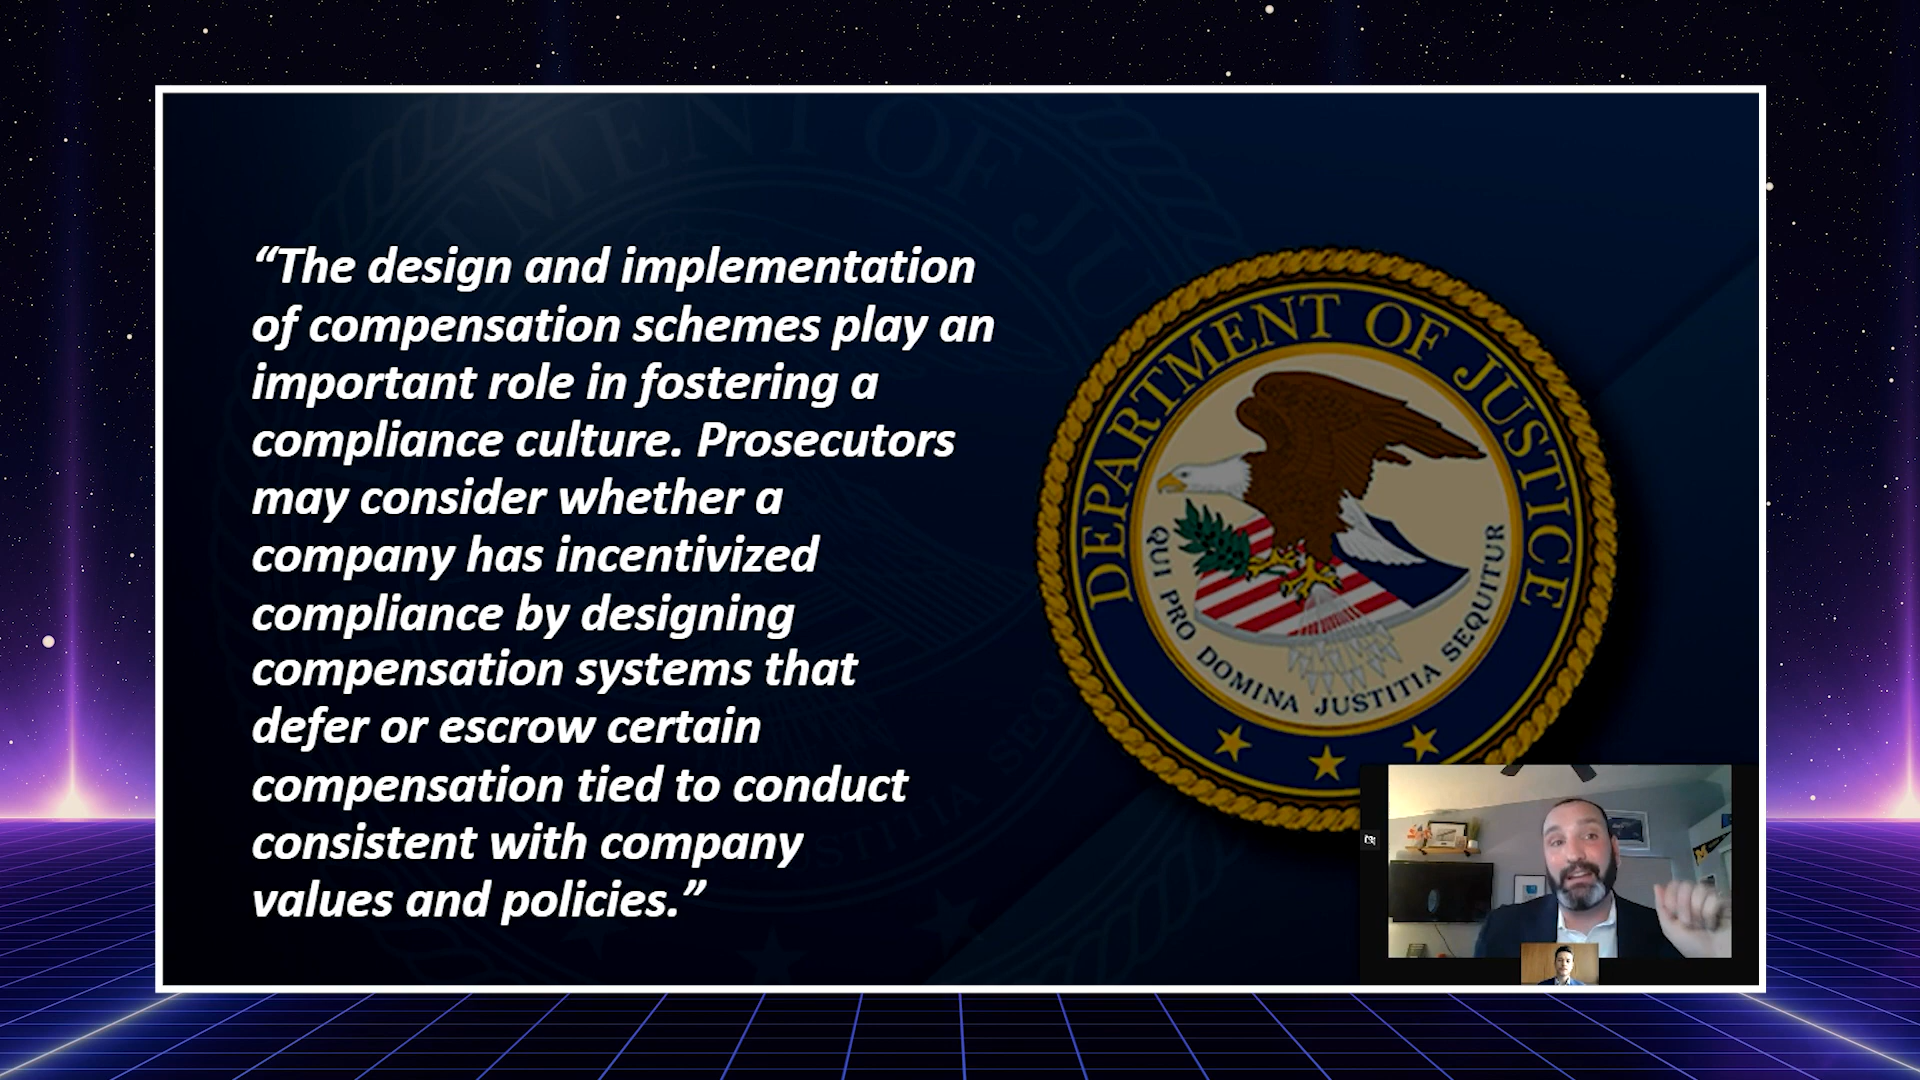 “The design and implementation
of compensation schemes play an
important role in fostering a
compliance culture. Prosecutors
may consider whether a
company has incentivized
compliance by designing
compensation systems that
defer or escrow certain
compensation tied to conduct
consistent with company
values and policies.”
DEPARTMENT OF JUSTICE
QUI PRO DOMINA JUSTITIA SEQUITUR
M